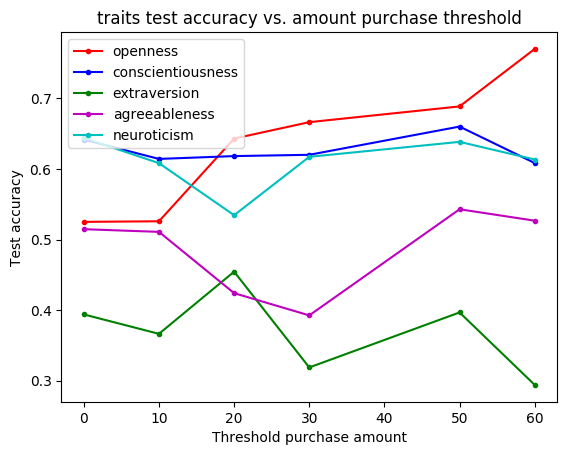 traits test accuracy vs. amount purchase threshold
openness
conscientiousness
extraversion
agreeableness
neuroticism
0.7
0.6
0.5
0.4
0.3
Test accuracy
0 10 20 30 40 50 60
Threshold purchase amount